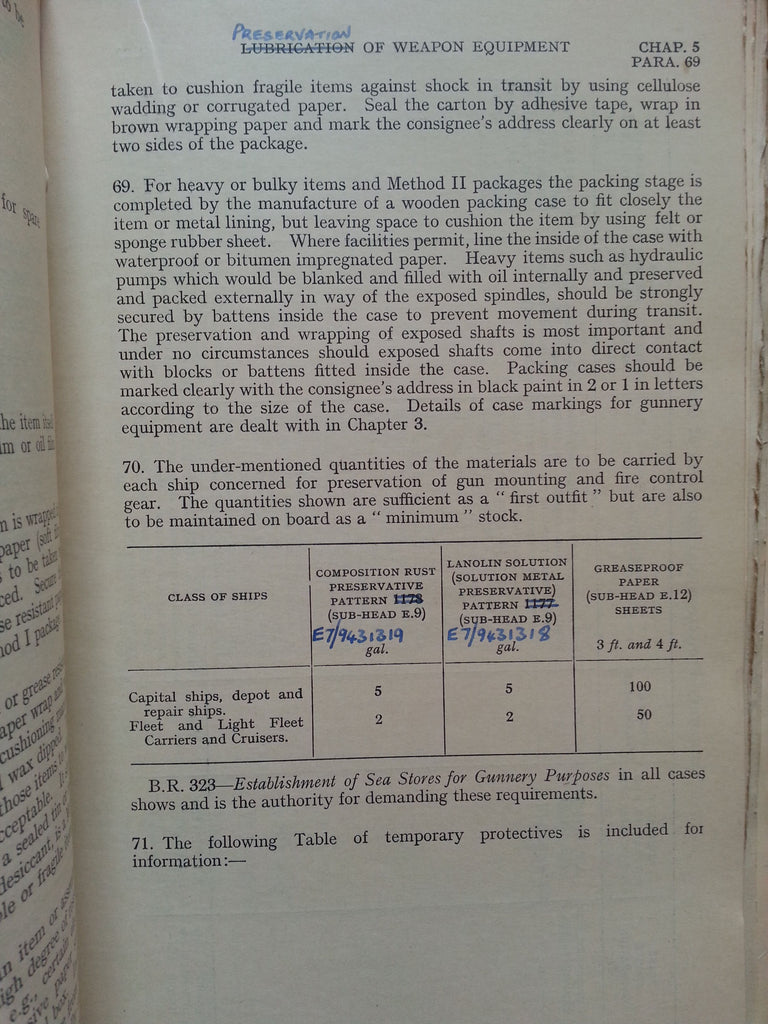 PRESERVATION
LUBRICATION OF WEAPON EQUIPMENT
CHAP. 5
PARA. 69
taken to cushion fragile items against shock in transit by using cellulose
wadding or corrugated paper. Seal the carton by adhesive tape, wrap in
brown wrapping paper and mark the consignee's address clearly on at least
two sides of the package.
69. For heavy or bulky items and Method II packages the packing stage is
completed by the manufacture of a wooden packing case to fit closely the
item or metal lining, but leaving space to cushion the item by using felt or
sponge rubber sheet. Where facilities permit, line the inside of the case with
waterproof or bitumen impregnated paper. Heavy items such as hydraulic
pumps which would be blanked and filled with oil internally and preserved
and packed externally in way of the exposed spindles, should be strongly
secured by battens inside the case to prevent movement during transit.
The preservation and wrapping of exposed shafts is most important and
under no circumstances should exposed shafts come into direct contact
with blocks or battens fitted inside the case. Packing cases should be
marked clearly with the consignee's address in black paint in 2 or 1 in letters
according to the size of the case. Details of case markings for gunnery
equipment are dealt with in Chapter 3.
70. The under-mentioned quantities of the materials are to be carried by
each ship concerned for preservation of gun mounting and fire control
gear. The quantities shown are sufficient as a “ first outfit ” but are also
to be maintained on board as a “ minimum ” stock.
CLASS OF SHIPS
COMPOSITION RUST
PRESERVATIVE
PATTERN 1178
(SUB-HEAD E.9)
E7/9431319
gal.
LANOLIN SOLUTION
(SOLUTION METAL
PRESERVATIVE)
PATTERN 1177
(SUB-HEAD E.9)
E7/9431318
gal.
GREASEPROOF
PAPER
(SUB-HEAD E.12)
SHEETS
3 ft. and 4 ft.
Capital ships, depot and
repair ships.
5 5 100
Fleet and Light Fleet
Carriers and Cruisers.
2 2 50
B.R. 323—Establishment of Sea Stores for Gunnery Purposes in all cases
shows and is the authority for demanding these requirements.
71. The following Table of temporary protectives is included for
information:—